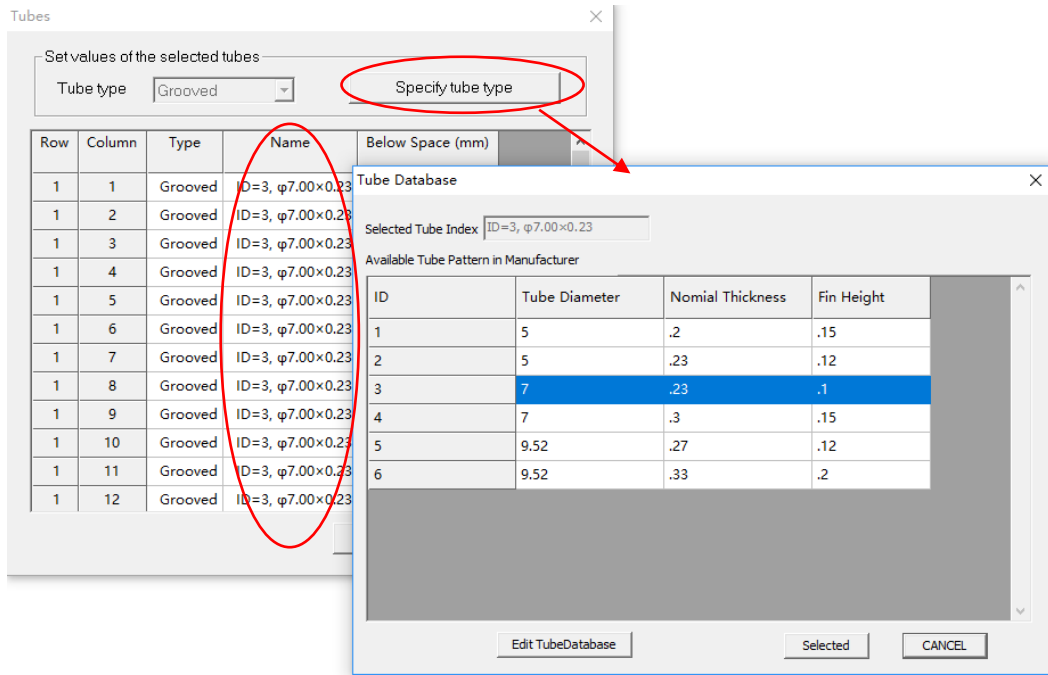 Tubes
Set values of the selected tubes
Tube type Grooved Specify tube type
Row Column Type Name Below Space (mm)
1 1 Grooved ID=3, φ7.00×0.23
1 2 Grooved ID=3, φ7.00×0.23
1 3 Grooved ID=3, φ7.00×0.23
1 4 Grooved ID=3, φ7.00×0.23
1 5 Grooved ID=3, φ7.00×0.23
1 6 Grooved ID=3, φ7.00×0.23
1 7 Grooved ID=3, φ7.00×0.23
1 8 Grooved ID=3, φ7.00×0.23
1 9 Grooved ID=3, φ7.00×0.23
1 10 Grooved ID=3, φ7.00×0.23
1 11 Grooved ID=3, φ7.00×0.23
1 12 Grooved ID=3, φ7.00×0.23
Tube Database
Selected Tube Index ID=3, φ7.00×0.23
Available Tube Pattern in Manufacturer
ID Tube Diameter Nomial Thickness Fin Height
1 5 .2 .15
2 5 .23 .12
3 7 .23 .1
4 7 .3 .15
5 9.52 .27 .12
6 9.52 .33 .2
Edit TubeDatabase Selected CANCEL